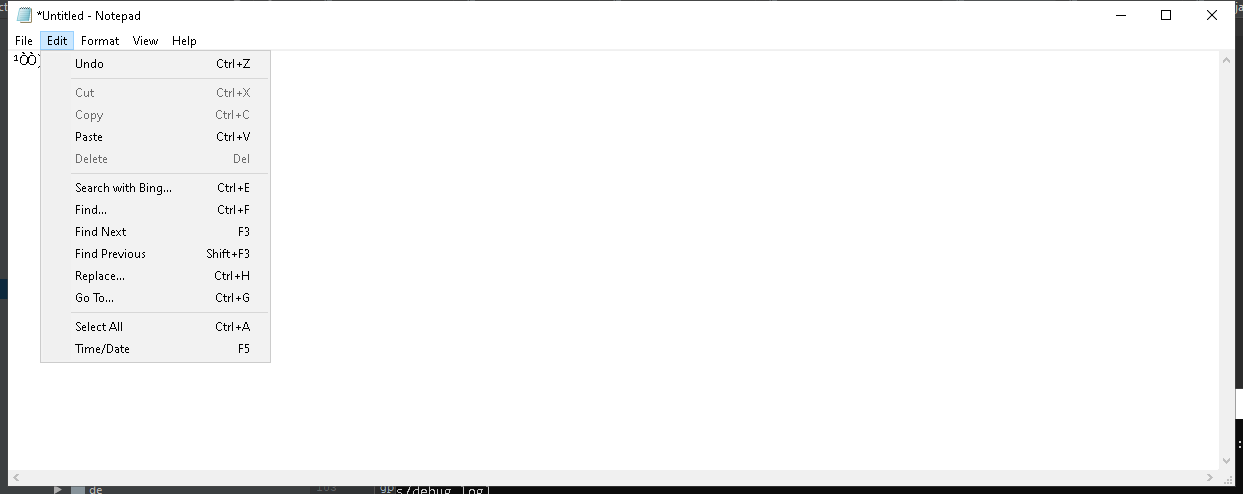 *Untitled - Notepad
File Edit Format View Help
¹ÒÒ
Undo Ctrl+Z
Cut Ctrl+X
Copy Ctrl+C
Paste Ctrl+V
Delete Del
Search with Bing... Ctrl+E
Find... Ctrl+F
Find Next F3
Find Previous Shift+F3
Replace... Ctrl+H
Go To... Ctrl+G
Select All Ctrl+A
Time/Date F5
de